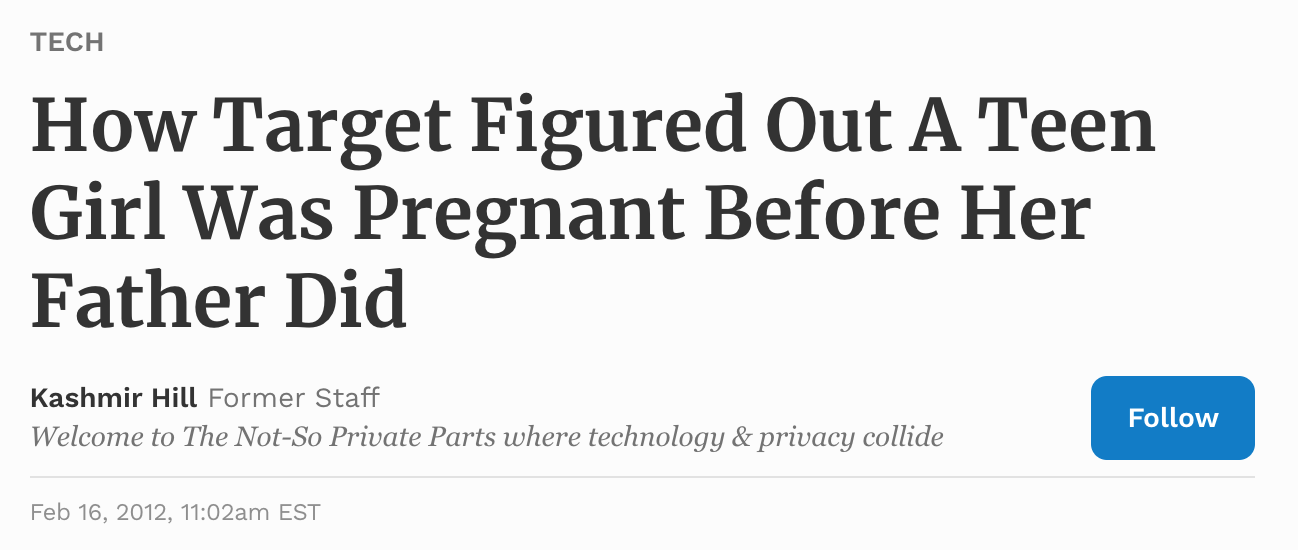 TECH
How Target Figured Out A Teen
Girl Was Pregnant Before Her
Father Did
Kashmir Hill Former Staff
Welcome to The Not-So Private Parts where technology & privacy collide
Follow
Feb 16, 2012, 11:02am EST